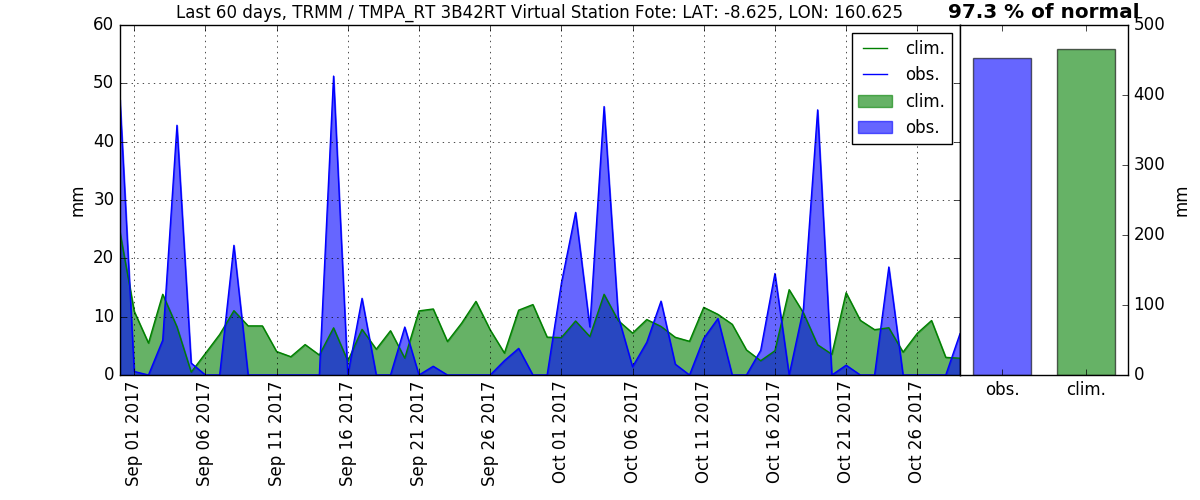 Last 60 days, TRMM / TMPA_RT 3B42RT Virtual Station Fote: LAT: -8.625, LON: 160.625
97.3 % of normal
60
50
40
30
20
10
0
mm
clim.
obs.
clim.
obs.
Sep 01 2017
Sep 06 2017
Sep 11 2017
Sep 16 2017
Sep 21 2017
Sep 26 2017
Oct 01 2017
Oct 06 2017
Oct 11 2017
Oct 16 2017
Oct 21 2017
Oct 26 2017
500
400
300
200
100
0
mm
obs.
clim.